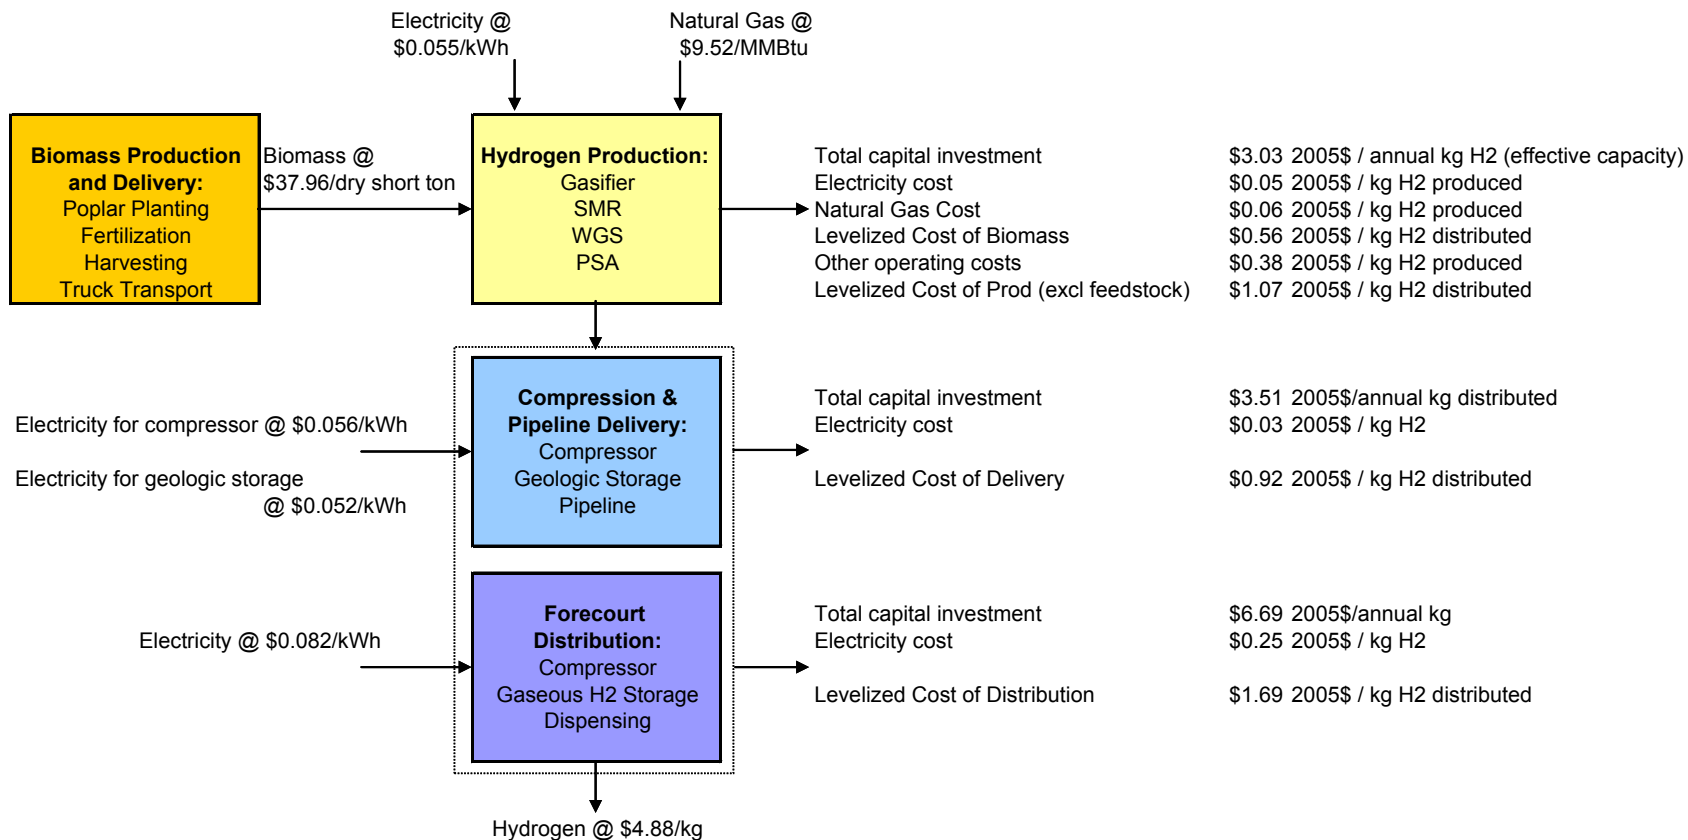 Electricity @
$0.055/kWh
Natural Gas @
$9.52/MMBtu
Biomass Production
and Delivery:
Poplar Planting
Fertilization
Harvesting
Truck Transport
Biomass @
$37.96/dry short ton
Hydrogen Production:
Gasifier
SMR
WGS
PSA
Total capital investment $3.03 2005$ / annual kg H2 (effective capacity)
Electricity cost $0.05 2005$ / kg H2 produced
Natural Gas Cost $0.06 2005$ / kg H2 produced
Levelized Cost of Biomass $0.56 2005$ / kg H2 distributed
Other operating costs $0.38 2005$ / kg H2 produced
Levelized Cost of Prod (excl feedstock) $1.07 2005$ / kg H2 distributed
Electricity for compressor @ $0.056/kWh
Electricity for geologic storage
@ $0.052/kWh
Compression &
Pipeline Delivery:
Compressor
Geologic Storage
Pipeline
Total capital investment $3.51 2005$/annual kg distributed
Electricity cost $0.03 2005$ / kg H2
Levelized Cost of Delivery $0.92 2005$ / kg H2 distributed
Electricity @ $0.082/kWh
Forecourt
Distribution:
Compressor
Gaseous H2 Storage
Dispensing
Total capital investment $6.69 2005$/annual kg
Electricity cost $0.25 2005$ / kg H2
Levelized Cost of Distribution $1.69 2005$ / kg H2 distributed
Hydrogen @ $4.88/kg